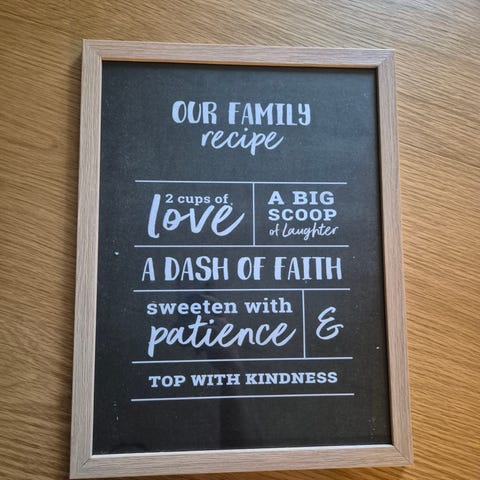 OUR FAMILY
recipe
2 cups of
love
A BIG
SCOOP
of Laughter
A DASH OF FAITH
sweeten with
patience
&
TOP WITH KINDNESS